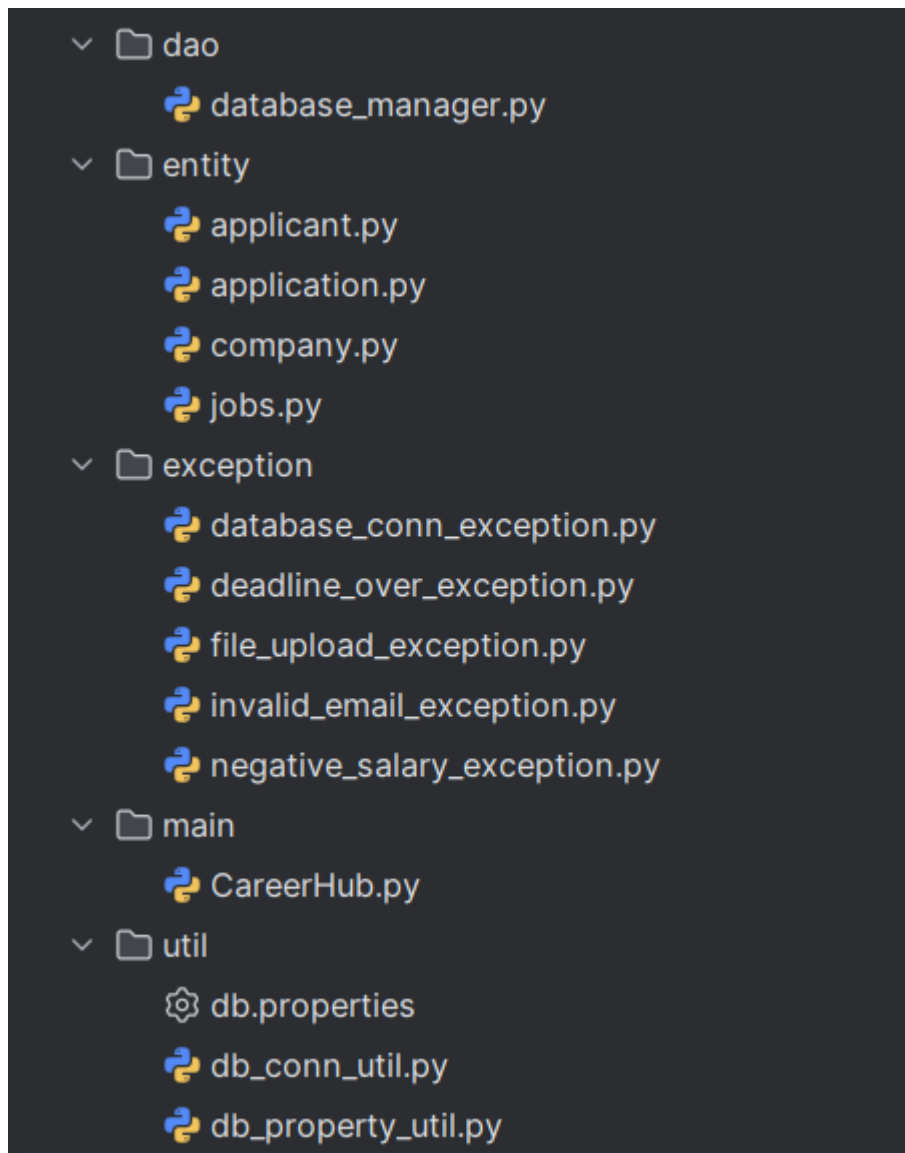 dao
database_manager.py
entity
applicant.py
application.py
company.py
jobs.py
exception
database_conn_exception.py
deadline_over_exception.py
file_upload_exception.py
invalid_email_exception.py
negative_salary_exception.py
main
CareerHub.py
util
db.properties
db_conn_util.py
db_property_util.py